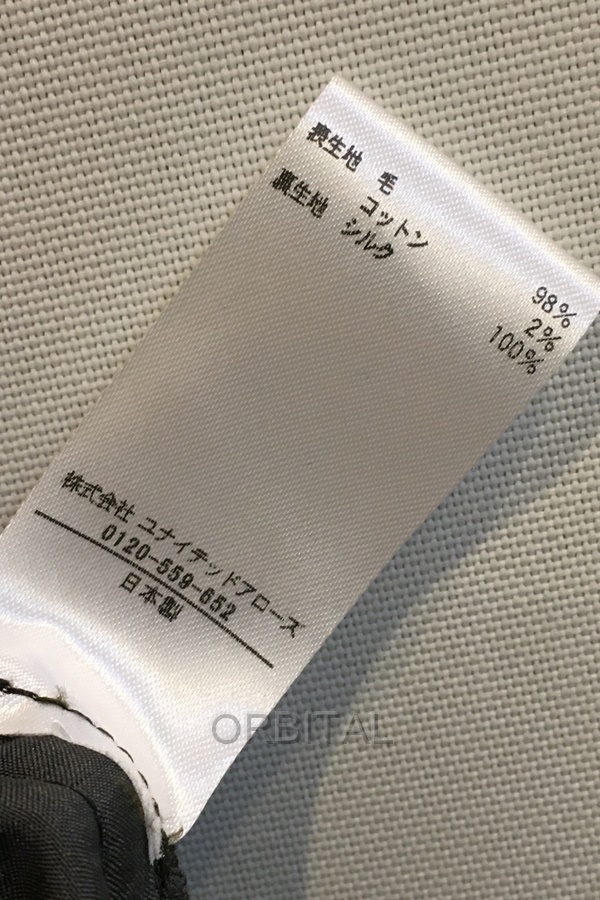 表生地 毛 98%
コットン 2%
裏生地 シルク 100%
株式会社 ユナイテッドアローズ
0120-559-652
日本製
ORBITAL